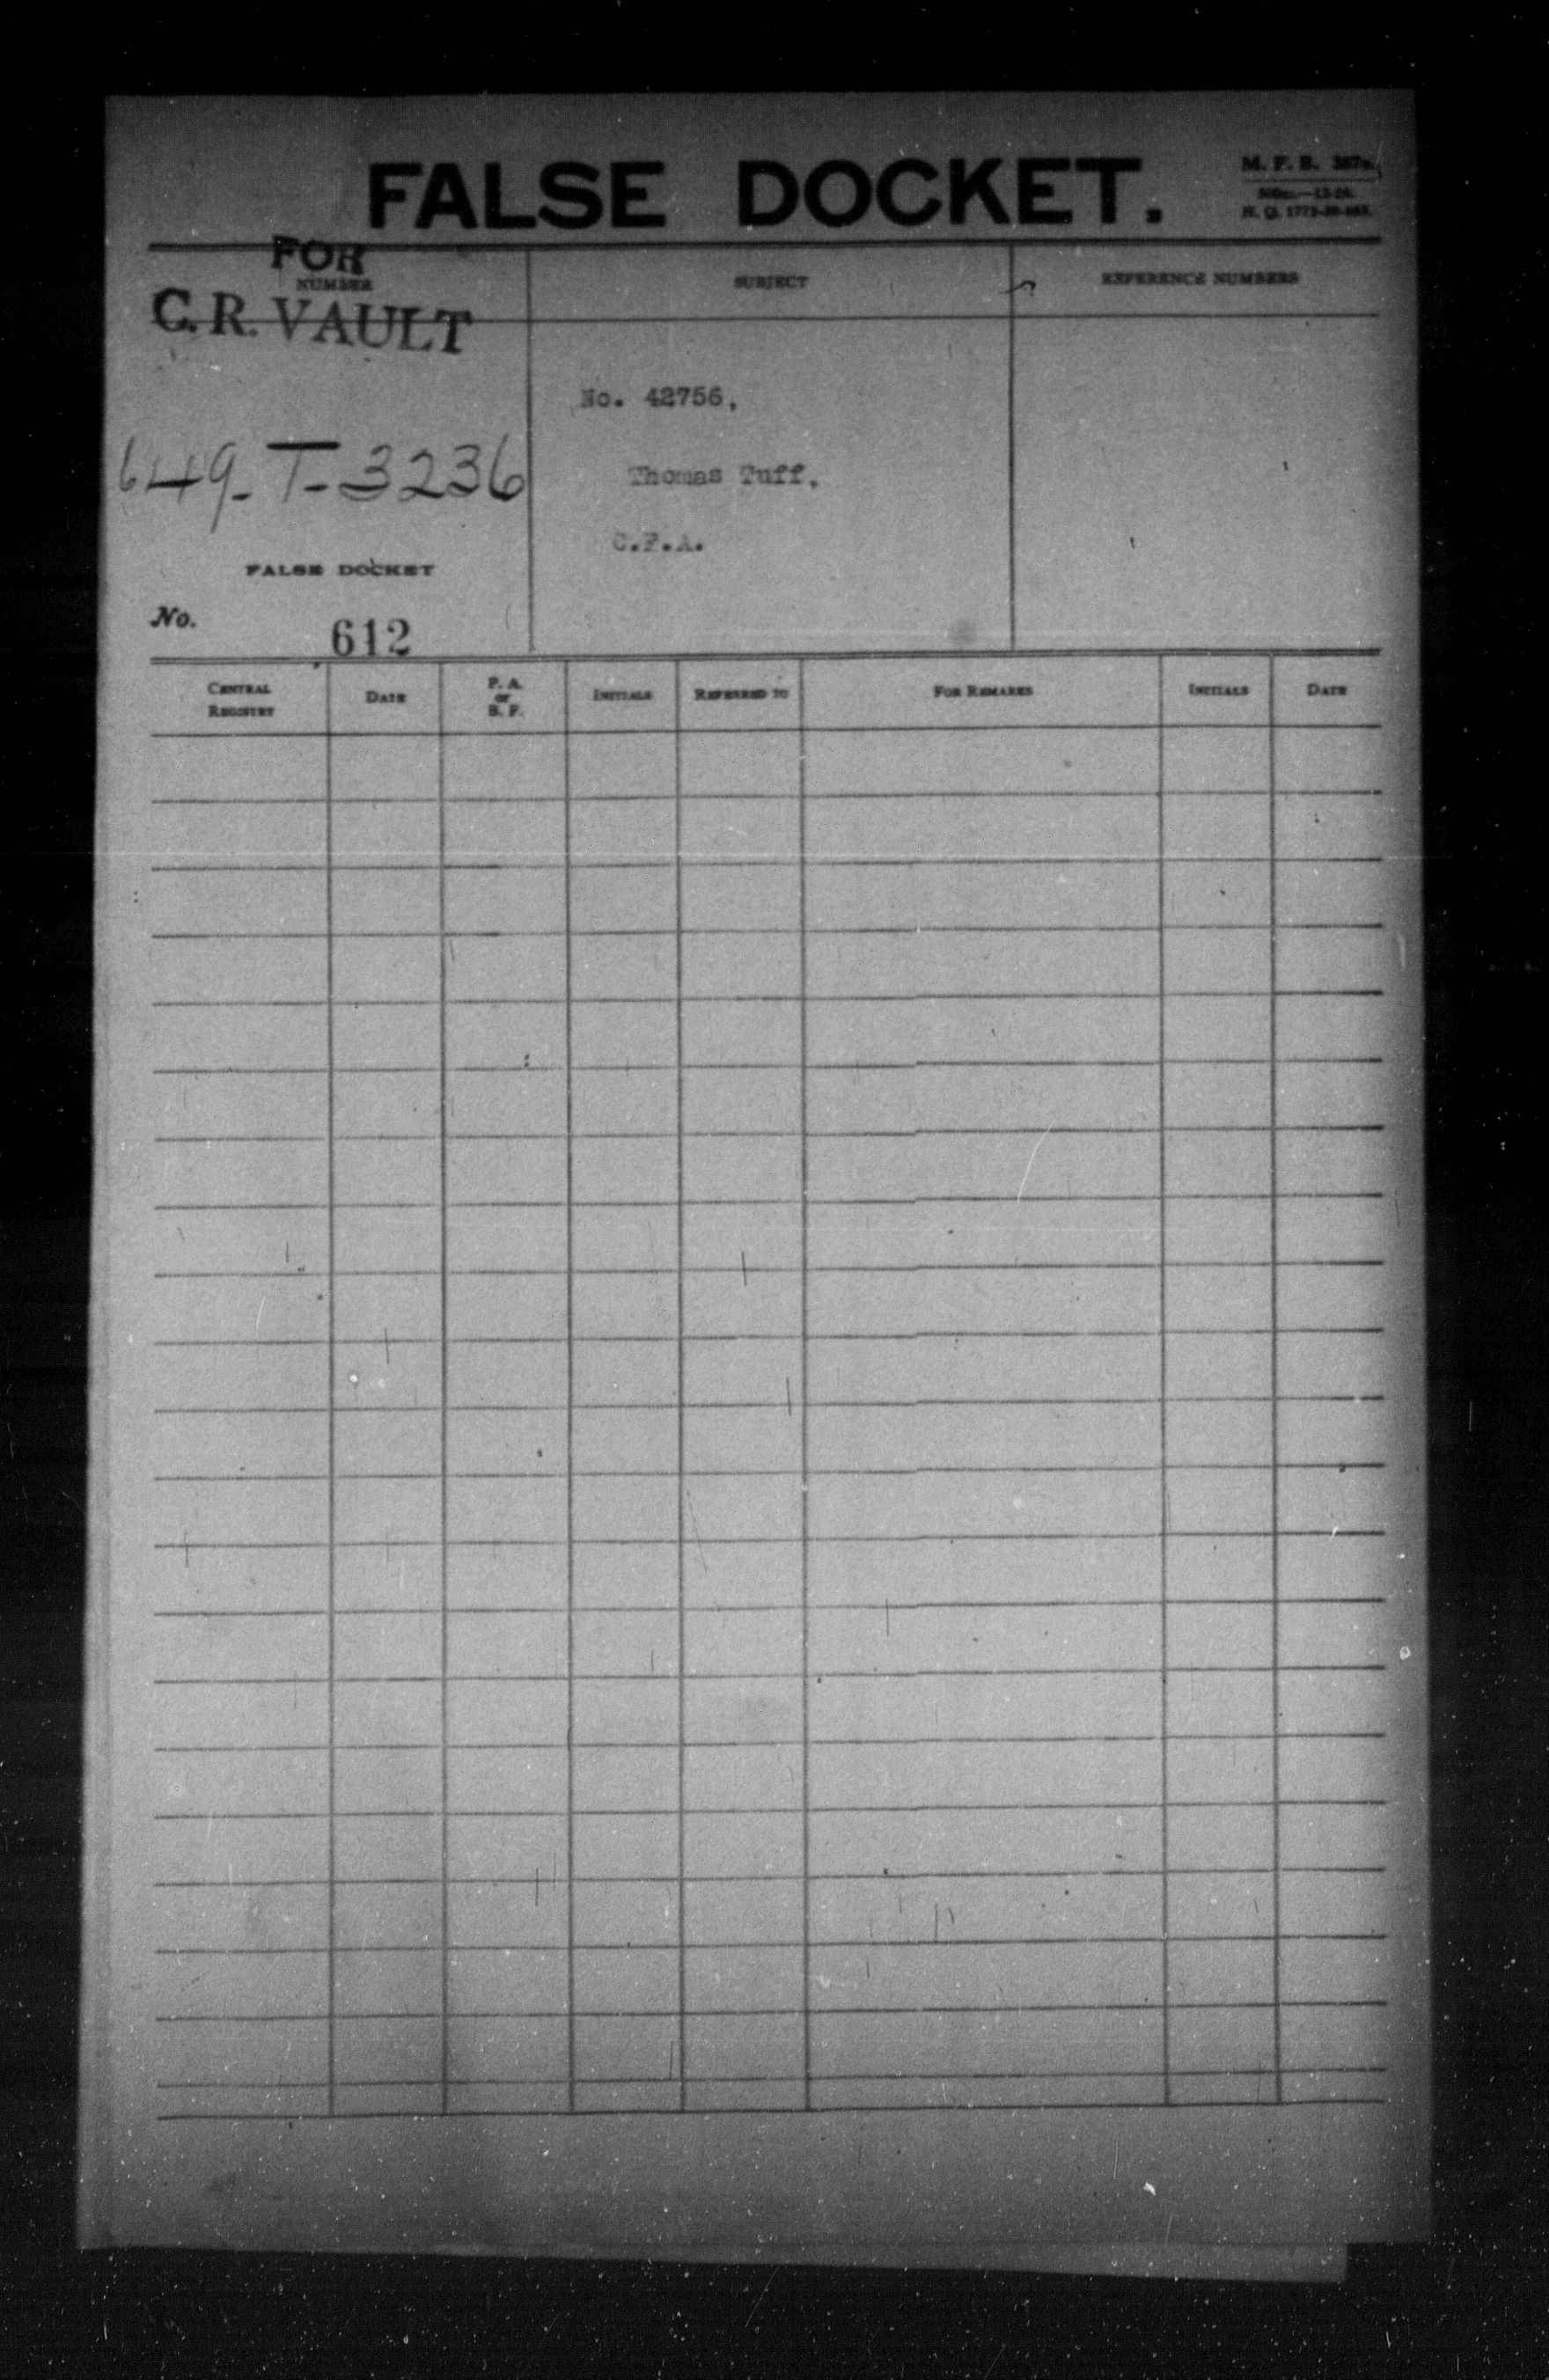 FALSE DOCKET.
M. F. B.
FOR
NUMBER
C. R. VAULT
SUBJECT
REFERENCE NUMBERS
No. 42756,
649-T-3236
Thomas Tuff.
C.F.A.
FALSE DOCKET
No.
612
CENTRAL REGISTRY
DATE
P. A. or B. F.
INITIALS
REFERRED TO
FOR REMARKS
INITIALS
DATE